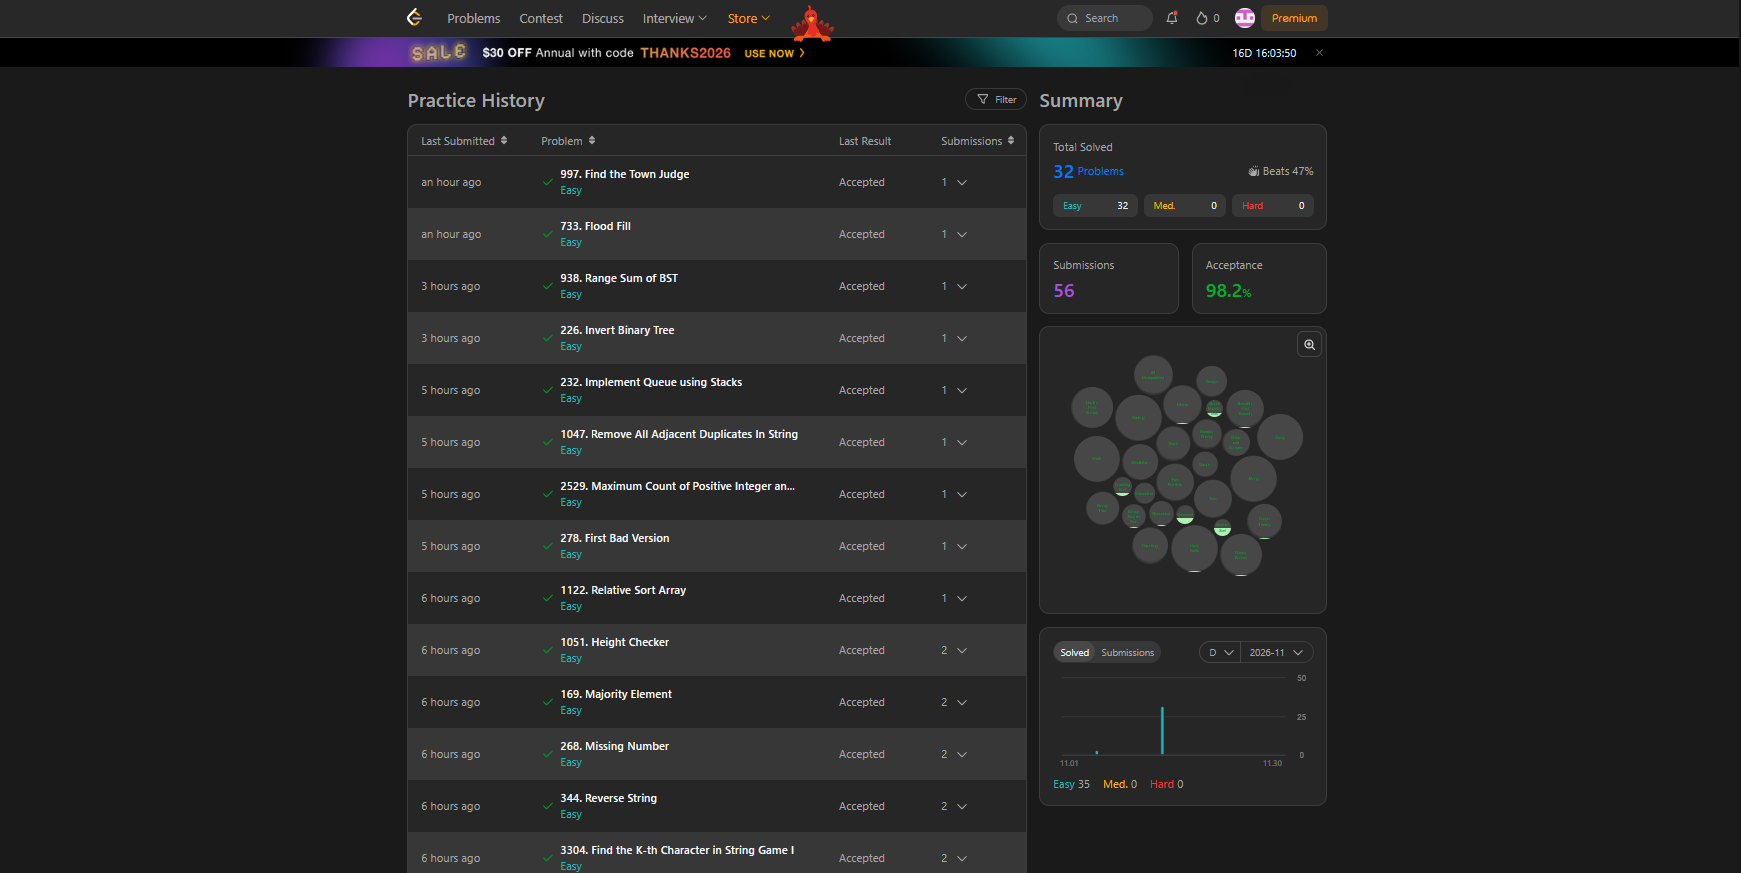 Problems Contest Discuss Interview Store Search 0 Premium
SALE $30 OFF Annual with code THANKS2026 USE NOW 16D 16:03:50
Practice History
Filter
Last Submitted Problem Last Result Submissions
an hour ago 997. Find the Town Judge Accepted 1
Easy
an hour ago 733. Flood Fill Accepted 1
Easy
3 hours ago 938. Range Sum of BST Accepted 1
Easy
3 hours ago 226. Invert Binary Tree Accepted 1
Easy
5 hours ago 232. Implement Queue using Stacks Accepted 1
Easy
5 hours ago 1047. Remove All Adjacent Duplicates In String Accepted 1
Easy
5 hours ago 2529. Maximum Count of Positive Integer an... Accepted 1
Easy
5 hours ago 278. First Bad Version Accepted 1
Easy
6 hours ago 1122. Relative Sort Array Accepted 1
Easy
6 hours ago 1051. Height Checker Accepted 2
Easy
6 hours ago 169. Majority Element Accepted 2
Easy
6 hours ago 268. Missing Number Accepted 2
Easy
6 hours ago 344. Reverse String Accepted 2
Easy
6 hours ago 3304. Find the K-th Character in String Game I Accepted 2
Easy
Summary
Total Solved
32 Problems Beats 47%
Easy 32 Med. 0 Hard 0
Submissions
56
Acceptance
98.2%
Solved Submissions D 2026-11
50
25
0
11.01 11.30
Easy 35 Med. 0 Hard 0